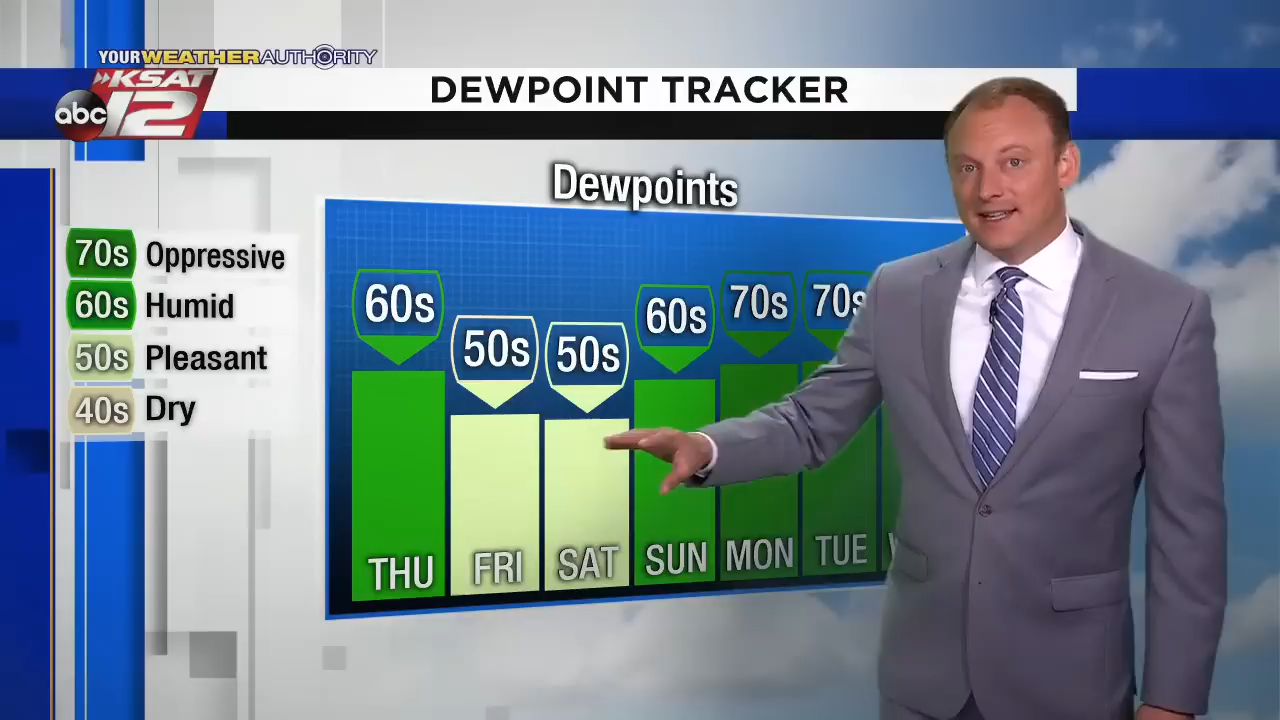 YOURWEATHERAUTHORITY
KSAT
abc 12
DEWPOINT TRACKER
Dewpoints
70s Oppressive
60s Humid
50s Pleasant
40s Dry
60s 50s 50s 60s 70s 70s
THU FRI SAT SUN MON TUE